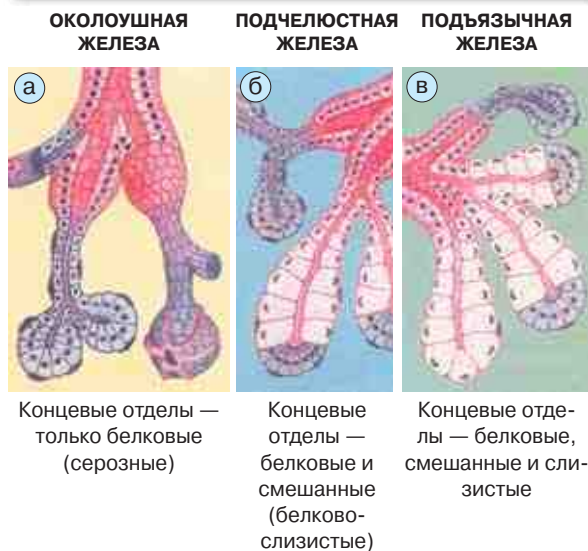 ОКОЛОУШНАЯ
ЖЕЛЕЗА
ПОДЧЕЛЮСТНАЯ
ЖЕЛЕЗА
ПОДЪЯЗЫЧНАЯ
ЖЕЛЕЗА
а
б
в
Концевые отделы —
только белковые
(серозные)
Концевые
отделы —
белковые и
смешанные
(белково-
слизистые)
Концевые отде-
лы — белковые,
смешанные и сли-
зистые